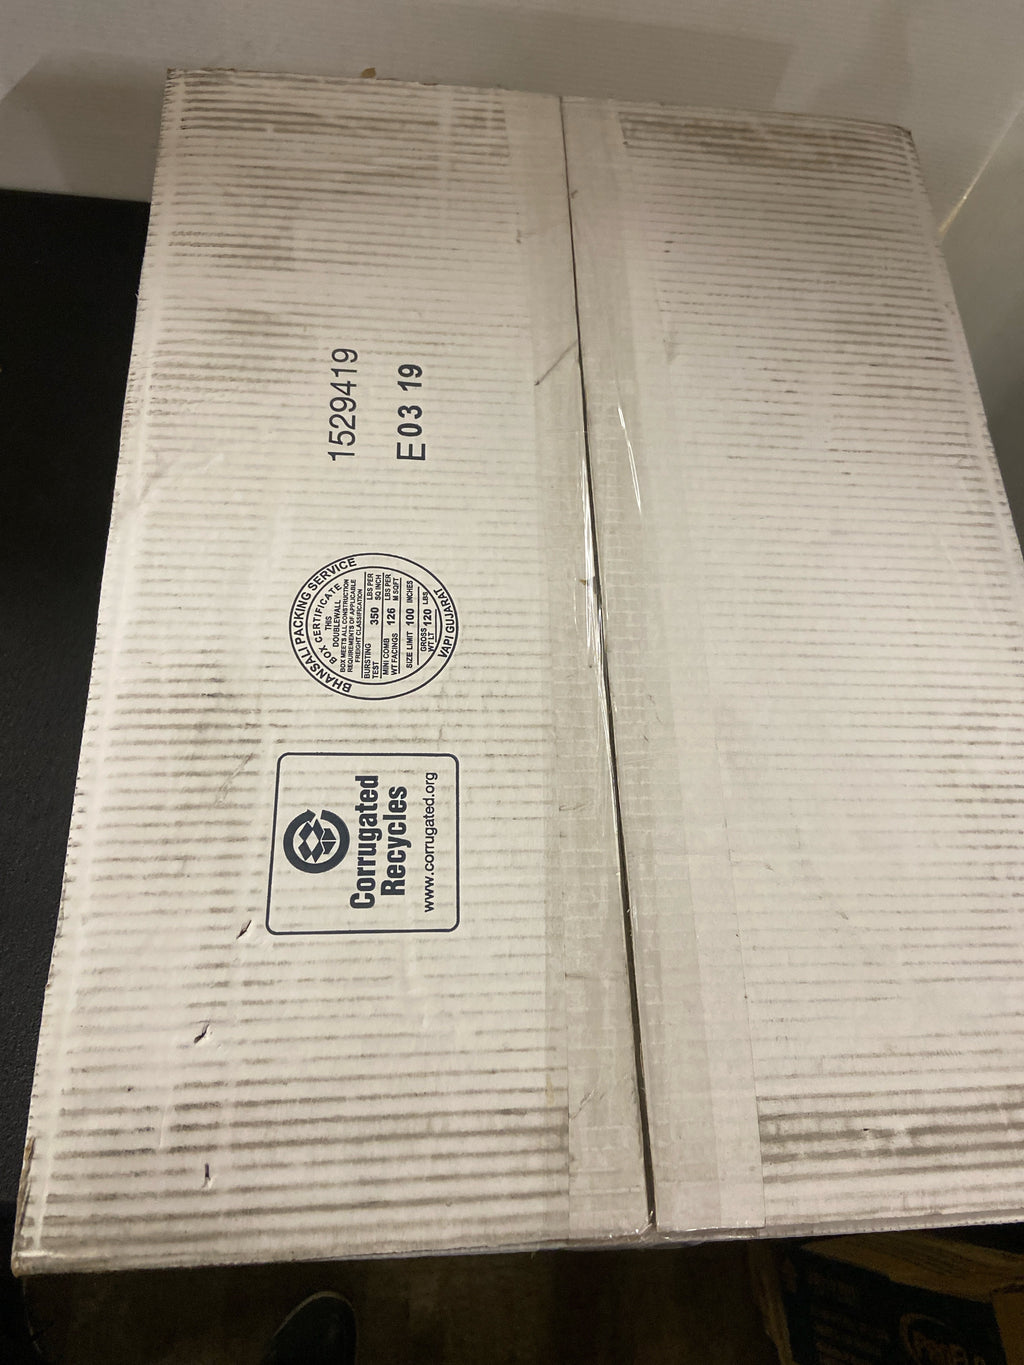 1529419
E 03 19
BHANSALI PACKING SERVICE
BOX CERTIFICATE
THIS
DOUBLEWALL
BOX MEETS ALL CONSTRUCTION
REQUIREMENTS OF APPLICABLE
FREIGHT CLASSIFICATION
BURSTING TEST 350 LBS PER SQ INCH
MINI COMB WT FACINGS 126 LBS PER M SQFT
SIZE LIMIT 100 INCHES
GROSS WT LT 120 LBS
VAPI GUJARAT
Corrugated
Recycles
www.corrugated.org